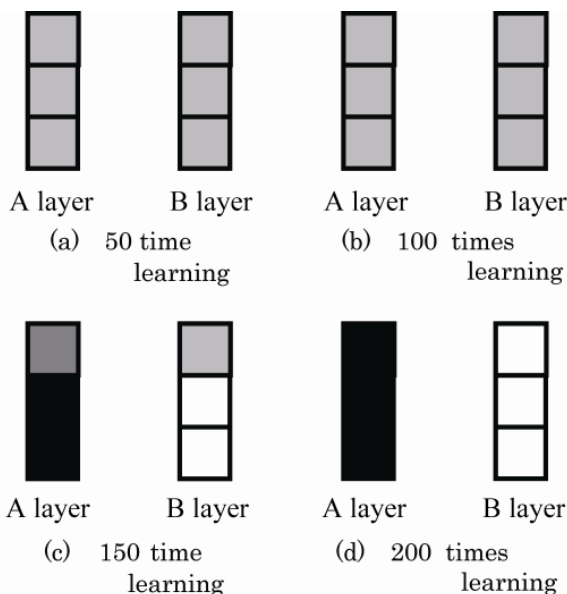 A layer B layer A layer B layer
(a) 50 time (b) 100 times
learning learning
A layer B layer A layer B layer
(c) 150 time (d) 200 times
learning learning